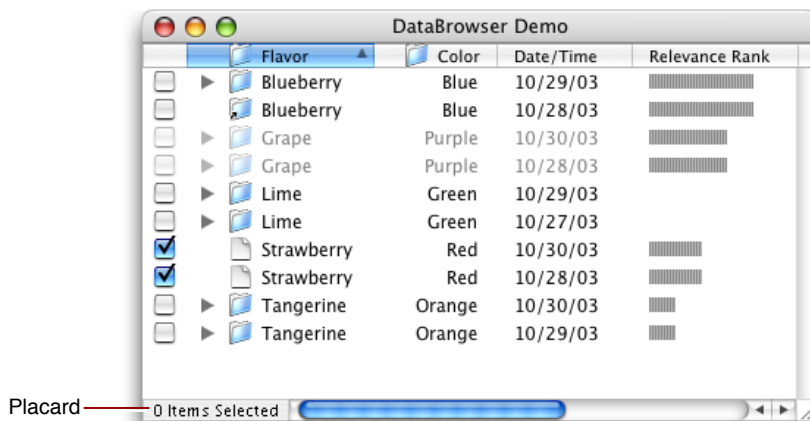 DataBrowser Demo
Flavor Color Date/Time Relevance Rank
Blueberry Blue 10/29/03
Blueberry Blue 10/28/03
Grape Purple 10/30/03
Grape Purple 10/28/03
Lime Green 10/29/03
Lime Green 10/27/03
Strawberry Red 10/30/03
Strawberry Red 10/28/03
Tangerine Orange 10/30/03
Tangerine Orange 10/29/03
Placard 0 Items Selected